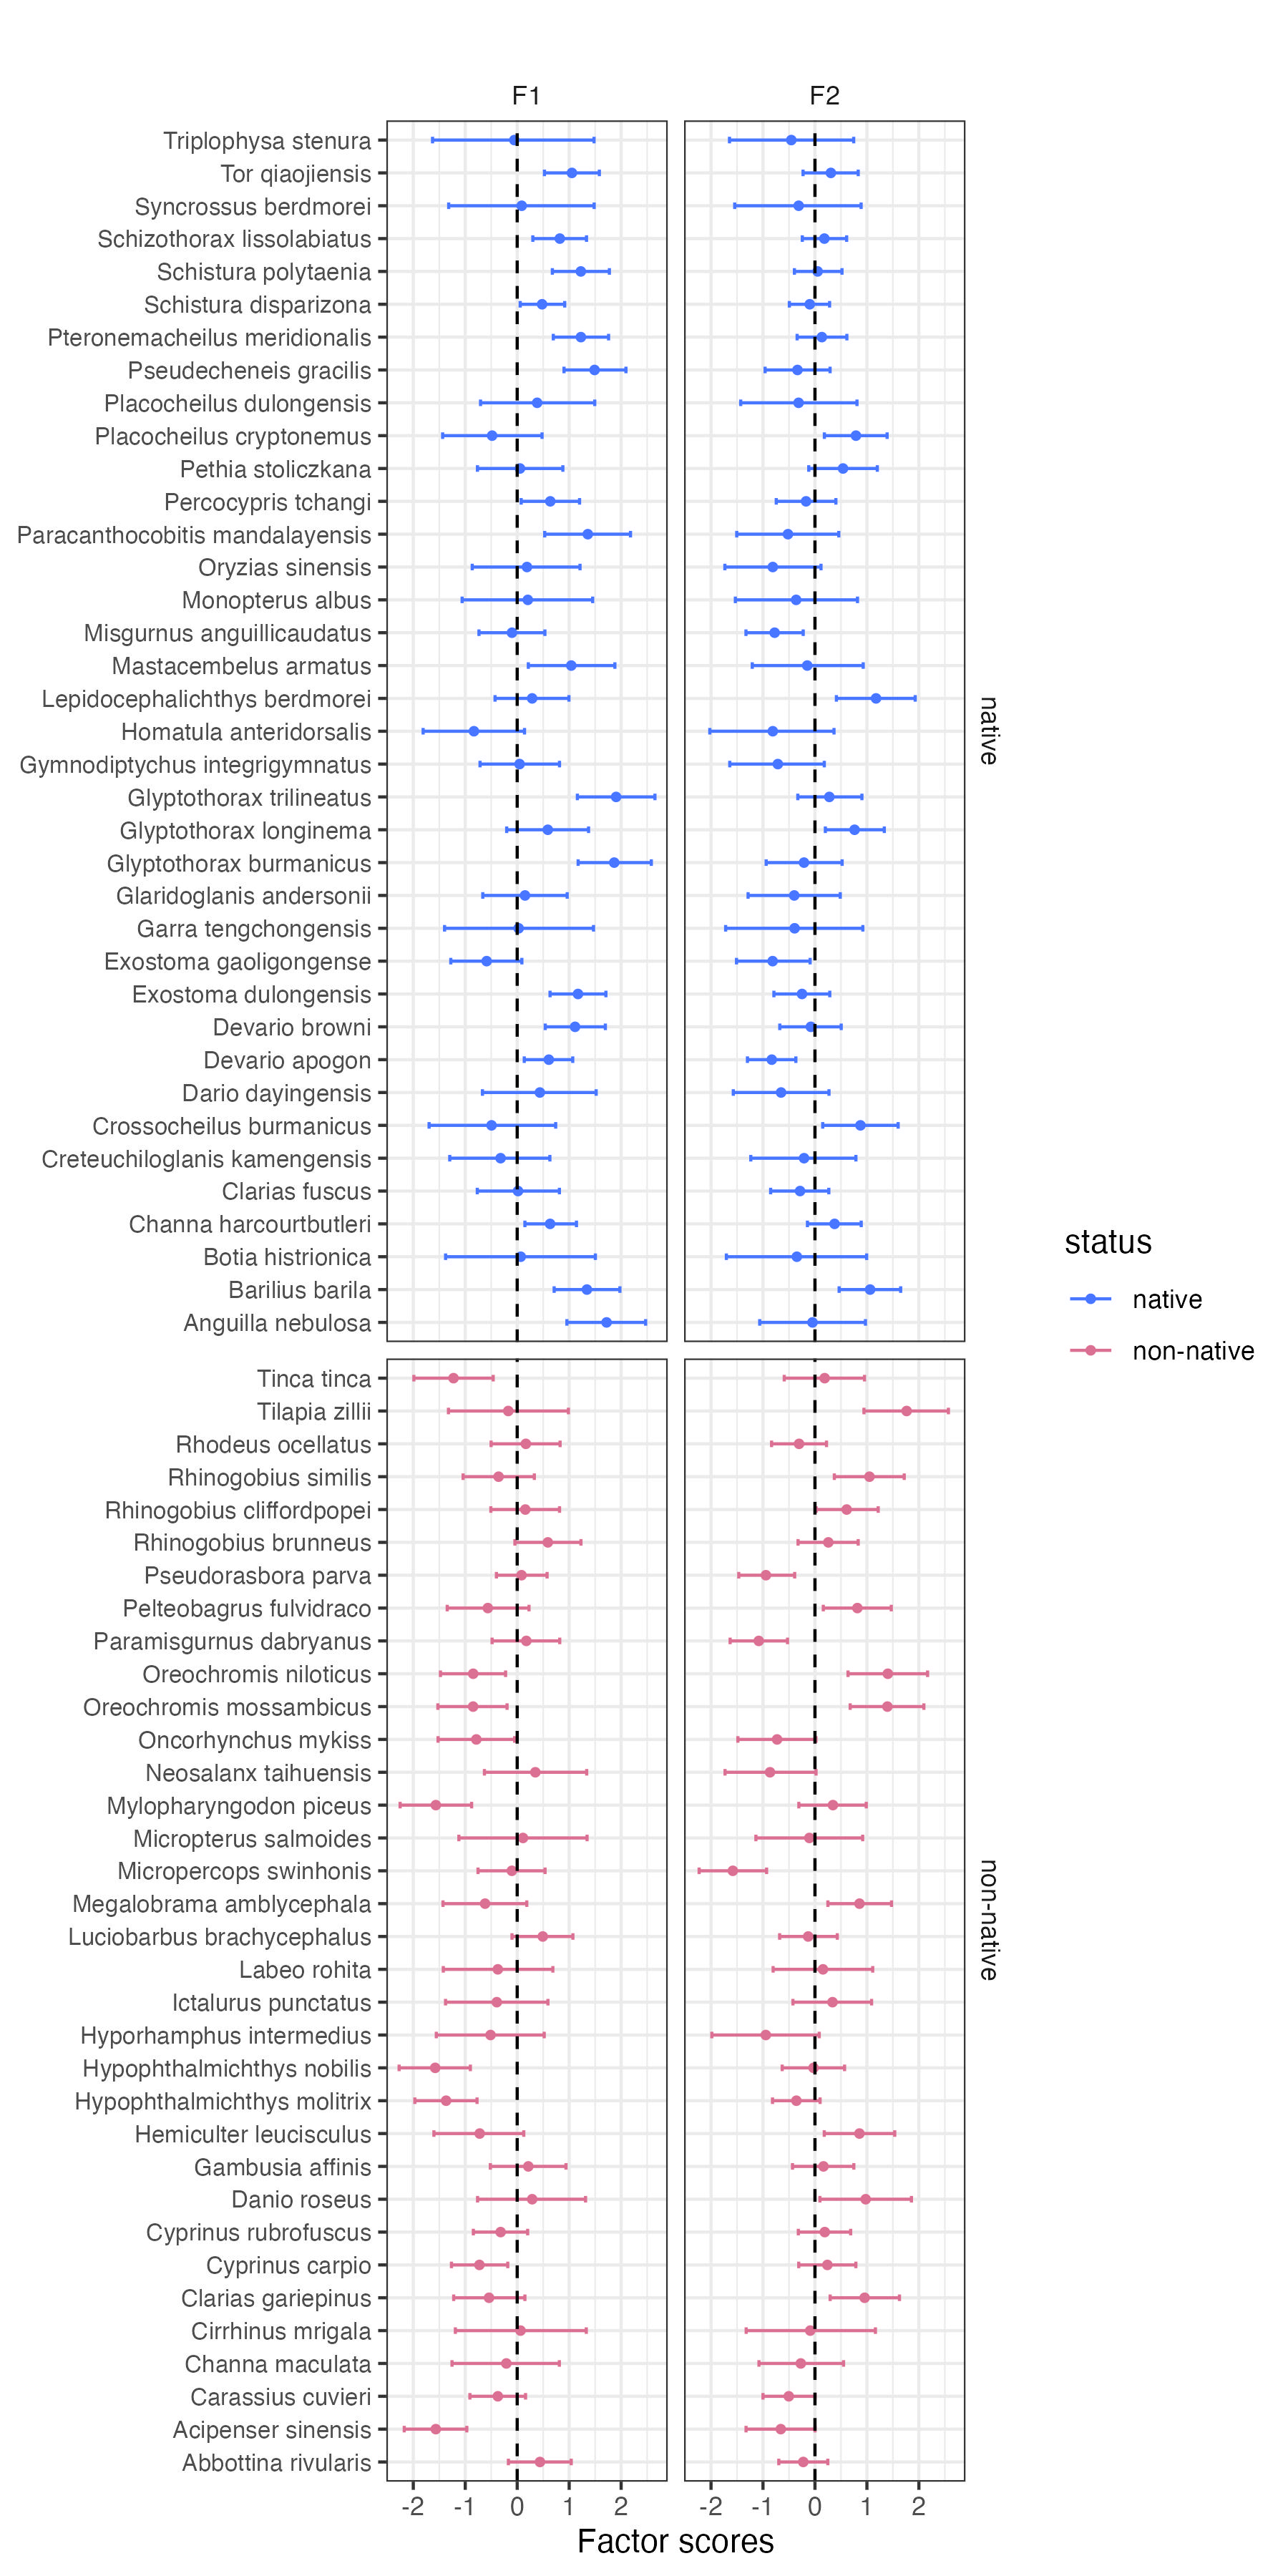 F1 F2
Triplophysa stenura
Tor qiaojiensis
Syncrossus berdmorei
Schizothorax lissolabiatus
Schistura polytaenia
Schistura disparizona
Pteronemacheilus meridionalis
Pseudecheneis gracilis
Placocheilus dulongensis
Placocheilus cryptonemus
Pethia stoliczkana
Percocypris tchangi
Paracanthocobitis mandalayensis
Oryzias sinensis
Monopterus albus
Misgurnus anguillicaudatus
Mastacembelus armatus
Lepidocephalichthys berdmorei
Homatula anteridorsalis
Gymnodiptychus integrigymnatus
Glyptothorax trilineatus
Glyptothorax longinema
Glyptothorax burmanicus
Glaridoglanis andersonii
Garra tengchongensis
Exostoma gaoligongense
Exostoma dulongensis
Devario browni
Devario apogon
Dario dayingensis
Crossocheilus burmanicus
Creteuchiloglanis kamengensis
Clarias fuscus
Channa harcourtbutleri
Botia histrionica
Barilius barila
Anguilla nebulosa
native
Tinca tinca
Tilapia zillii
Rhodeus ocellatus
Rhinogobius similis
Rhinogobius cliffordpopei
Rhinogobius brunneus
Pseudorasbora parva
Pelteobagrus fulvidraco
Paramisgurnus dabryanus
Oreochromis niloticus
Oreochromis mossambicus
Oncorhynchus mykiss
Neosalanx taihuensis
Mylopharyngodon piceus
Micropterus salmoides
Micropercops swinhonis
Megalobrama amblycephala
Luciobarbus brachycephalus
Labeo rohita
Ictalurus punctatus
Hyporhamphus intermedius
Hypophthalmichthys nobilis
Hypophthalmichthys molitrix
Hemiculter leucisculus
Gambusia affinis
Danio roseus
Cyprinus rubrofuscus
Cyprinus carpio
Clarias gariepinus
Cirrhinus mrigala
Channa maculata
Carassius cuvieri
Acipenser sinensis
Abbottina rivularis
non-native
-2 -1 0 1 2 -2 -1 0 1 2
Factor scores
status
native
non-native